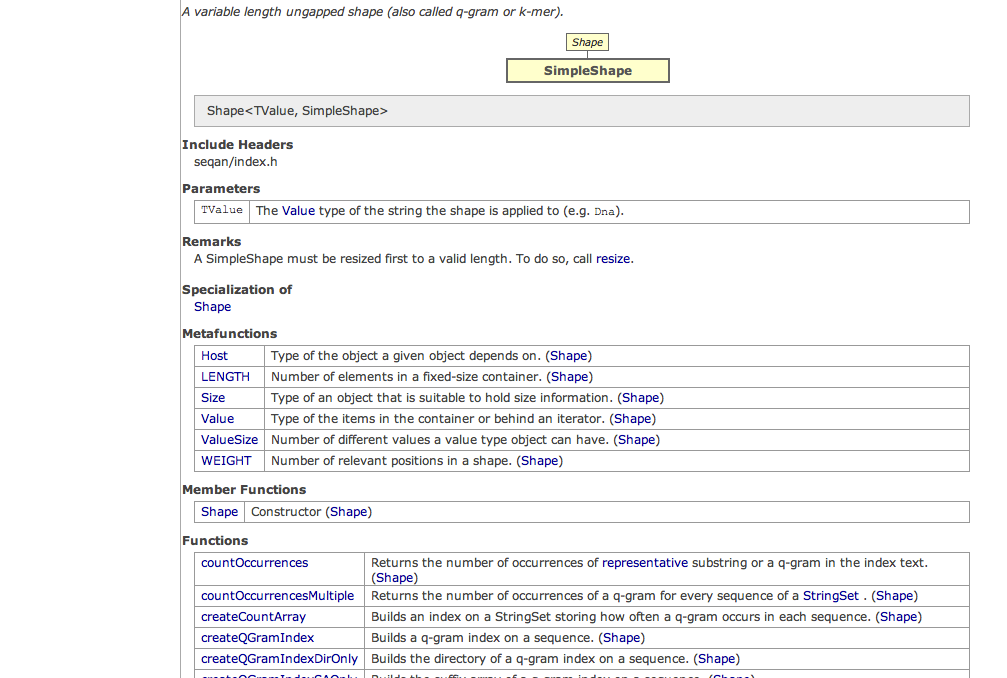 A variable length ungapped shape (also called q-gram or k-mer).
Shape
SimpleShape
Shape<TValue, SimpleShape>
Include Headers
seqan/index.h
Parameters
TValue The Value type of the string the shape is applied to (e.g. Dna).
Remarks
A SimpleShape must be resized first to a valid length. To do so, call resize.
Specialization of
Shape
Metafunctions
Host Type of the object a given object depends on. (Shape)
LENGTH Number of elements in a fixed-size container. (Shape)
Size Type of an object that is suitable to hold size information. (Shape)
Value Type of the items in the container or behind an iterator. (Shape)
ValueSize Number of different values a value type object can have. (Shape)
WEIGHT Number of relevant positions in a shape. (Shape)
Member Functions
Shape Constructor (Shape)
Functions
countOccurrences Returns the number of occurrences of representative substring or a q-gram in the index text.
(Shape)
countOccurrencesMultiple Returns the number of occurrences of a q-gram for every sequence of a StringSet . (Shape)
createCountArray Builds an index on a StringSet storing how often a q-gram occurs in each sequence. (Shape)
createQGramIndex Builds a q-gram index on a sequence. (Shape)
createQGramIndexDirOnly Builds the directory of a q-gram index on a sequence. (Shape)